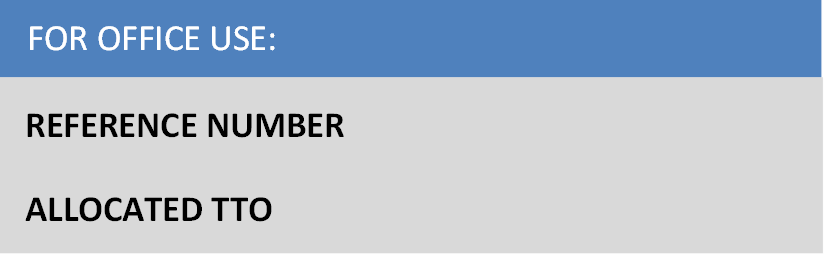 FOR OFFICE USE:
REFERENCE NUMBER
ALLOCATED TTO